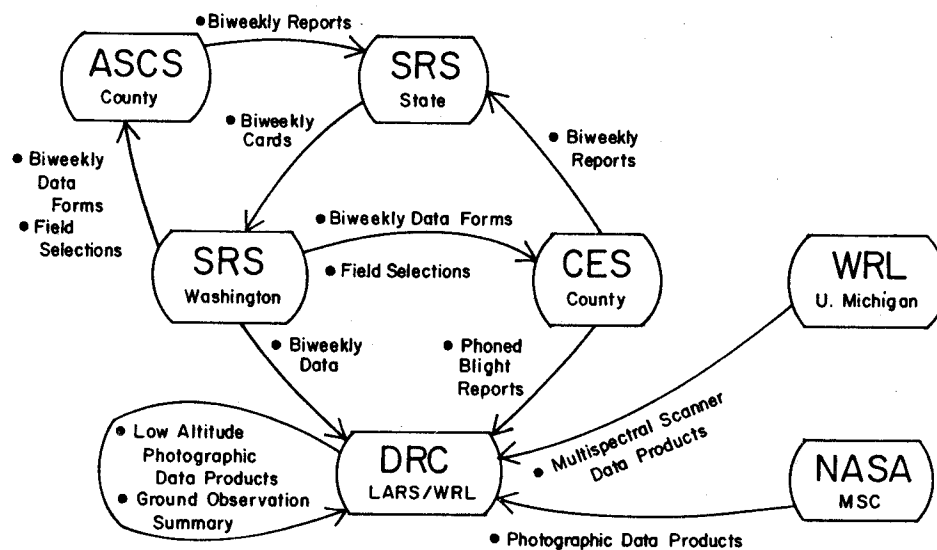 ● Biweekly Reports
ASCS
County
SRS
State
● Biweekly
Cards
● Biweekly
Reports
● Biweekly
Data
Forms
● Field
Selections
● Biweekly Data Forms
● Field Selections
SRS
Washington
CES
County
WRL
U. Michigan
● Biweekly
Data
● Phoned
Blight
Reports
● Multispectral Scanner
Data Products
● Low Altitude
Photographic
Data Products
● Ground Observation
Summary
DRC
LARS/WRL
NASA
MSC
● Photographic Data Products